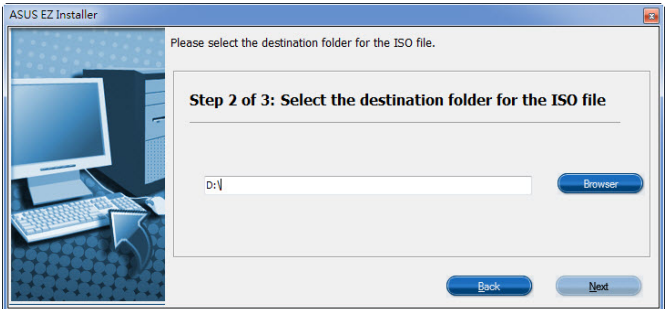 ASUS EZ Installer
Please select the destination folder for the ISO file.
Step 2 of 3: Select the destination folder for the ISO file
D:\
Browser
Back
Next